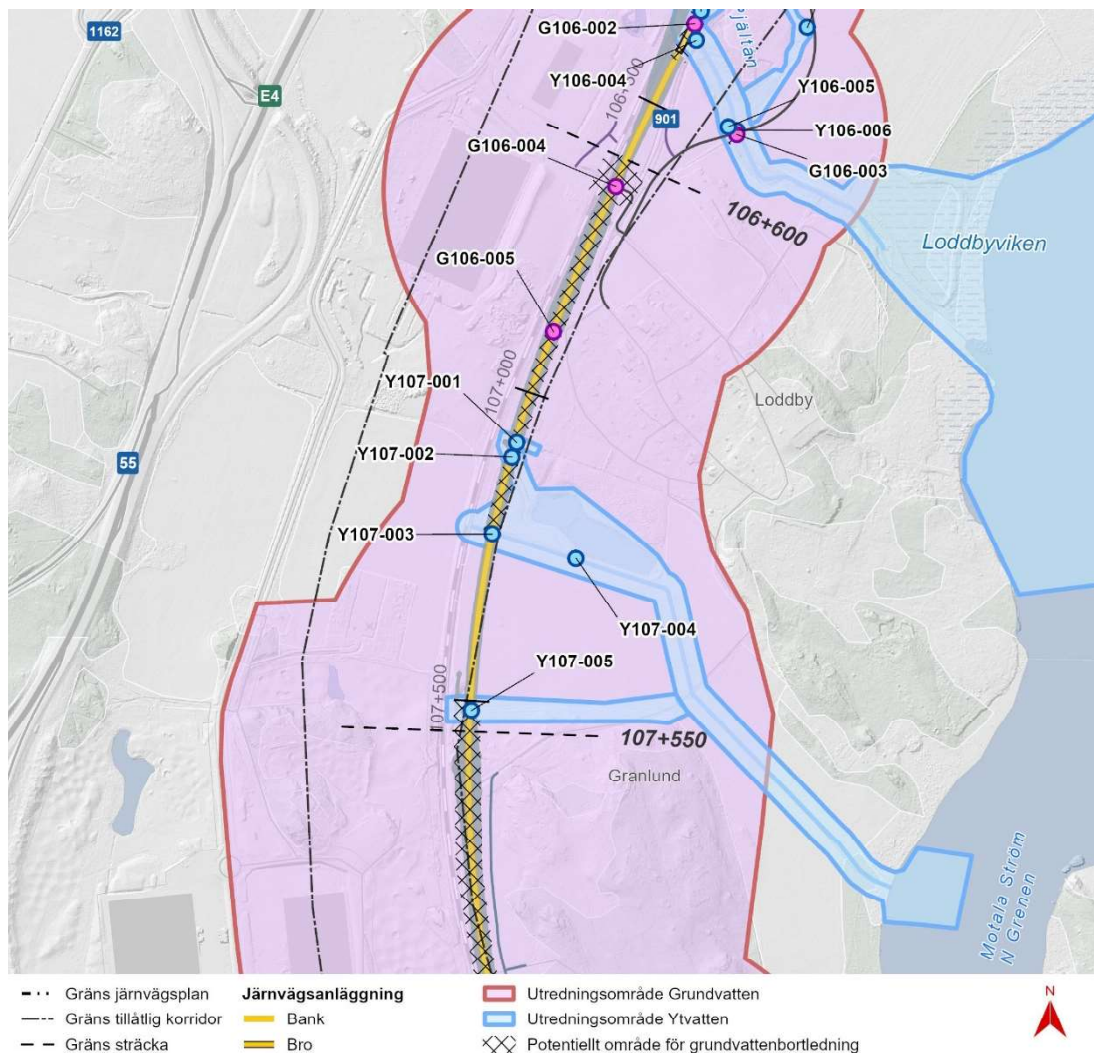 1162
E4
G106-002
Y106-004
106+500
901
Y106-005
Y106-006
G106-003
G106-004
106+600
Loddbyviken
G106-005
107+000
Y107-001
Loddby
55
Y107-002
Y107-003
Y107-004
Y107-005
107+500
107+550
Granlund
Motala Ström
N Grenen
Gräns järnvägsplan
Gräns tillåtlig korridor
Gräns sträcka
Järnvägsanläggning
Bank
Bro
Utredningsområde Grundvatten
Utredningsområde Ytvatten
Potentiellt område för grundvattenbortledning
N